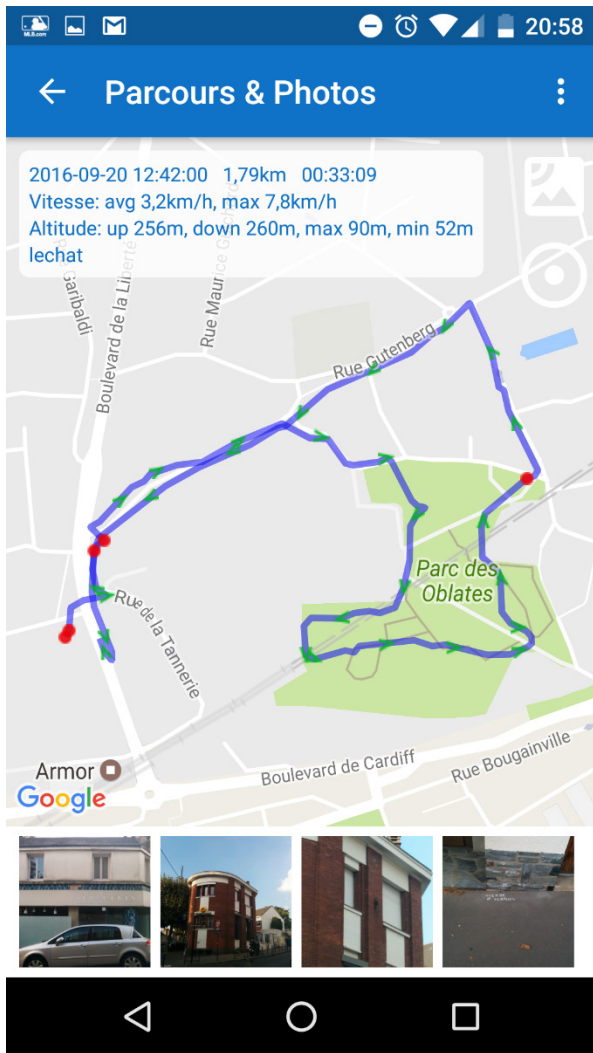 MLB.com
20:58
Parcours & Photos
2016-09-20 12:42:00 1,79km 00:33:09
Vitesse: avg 3,2km/h, max 7,8km/h
Altitude: up 256m, down 260m, max 90m, min 52m
lechat
Garibaldi
Boulevard de la Liberté
Rue Maurice
Rue Gutenberg
Parc des
Oblates
Rue de la Tannerie
Armor
Boulevard de Cardiff
Rue Bougainville
Google